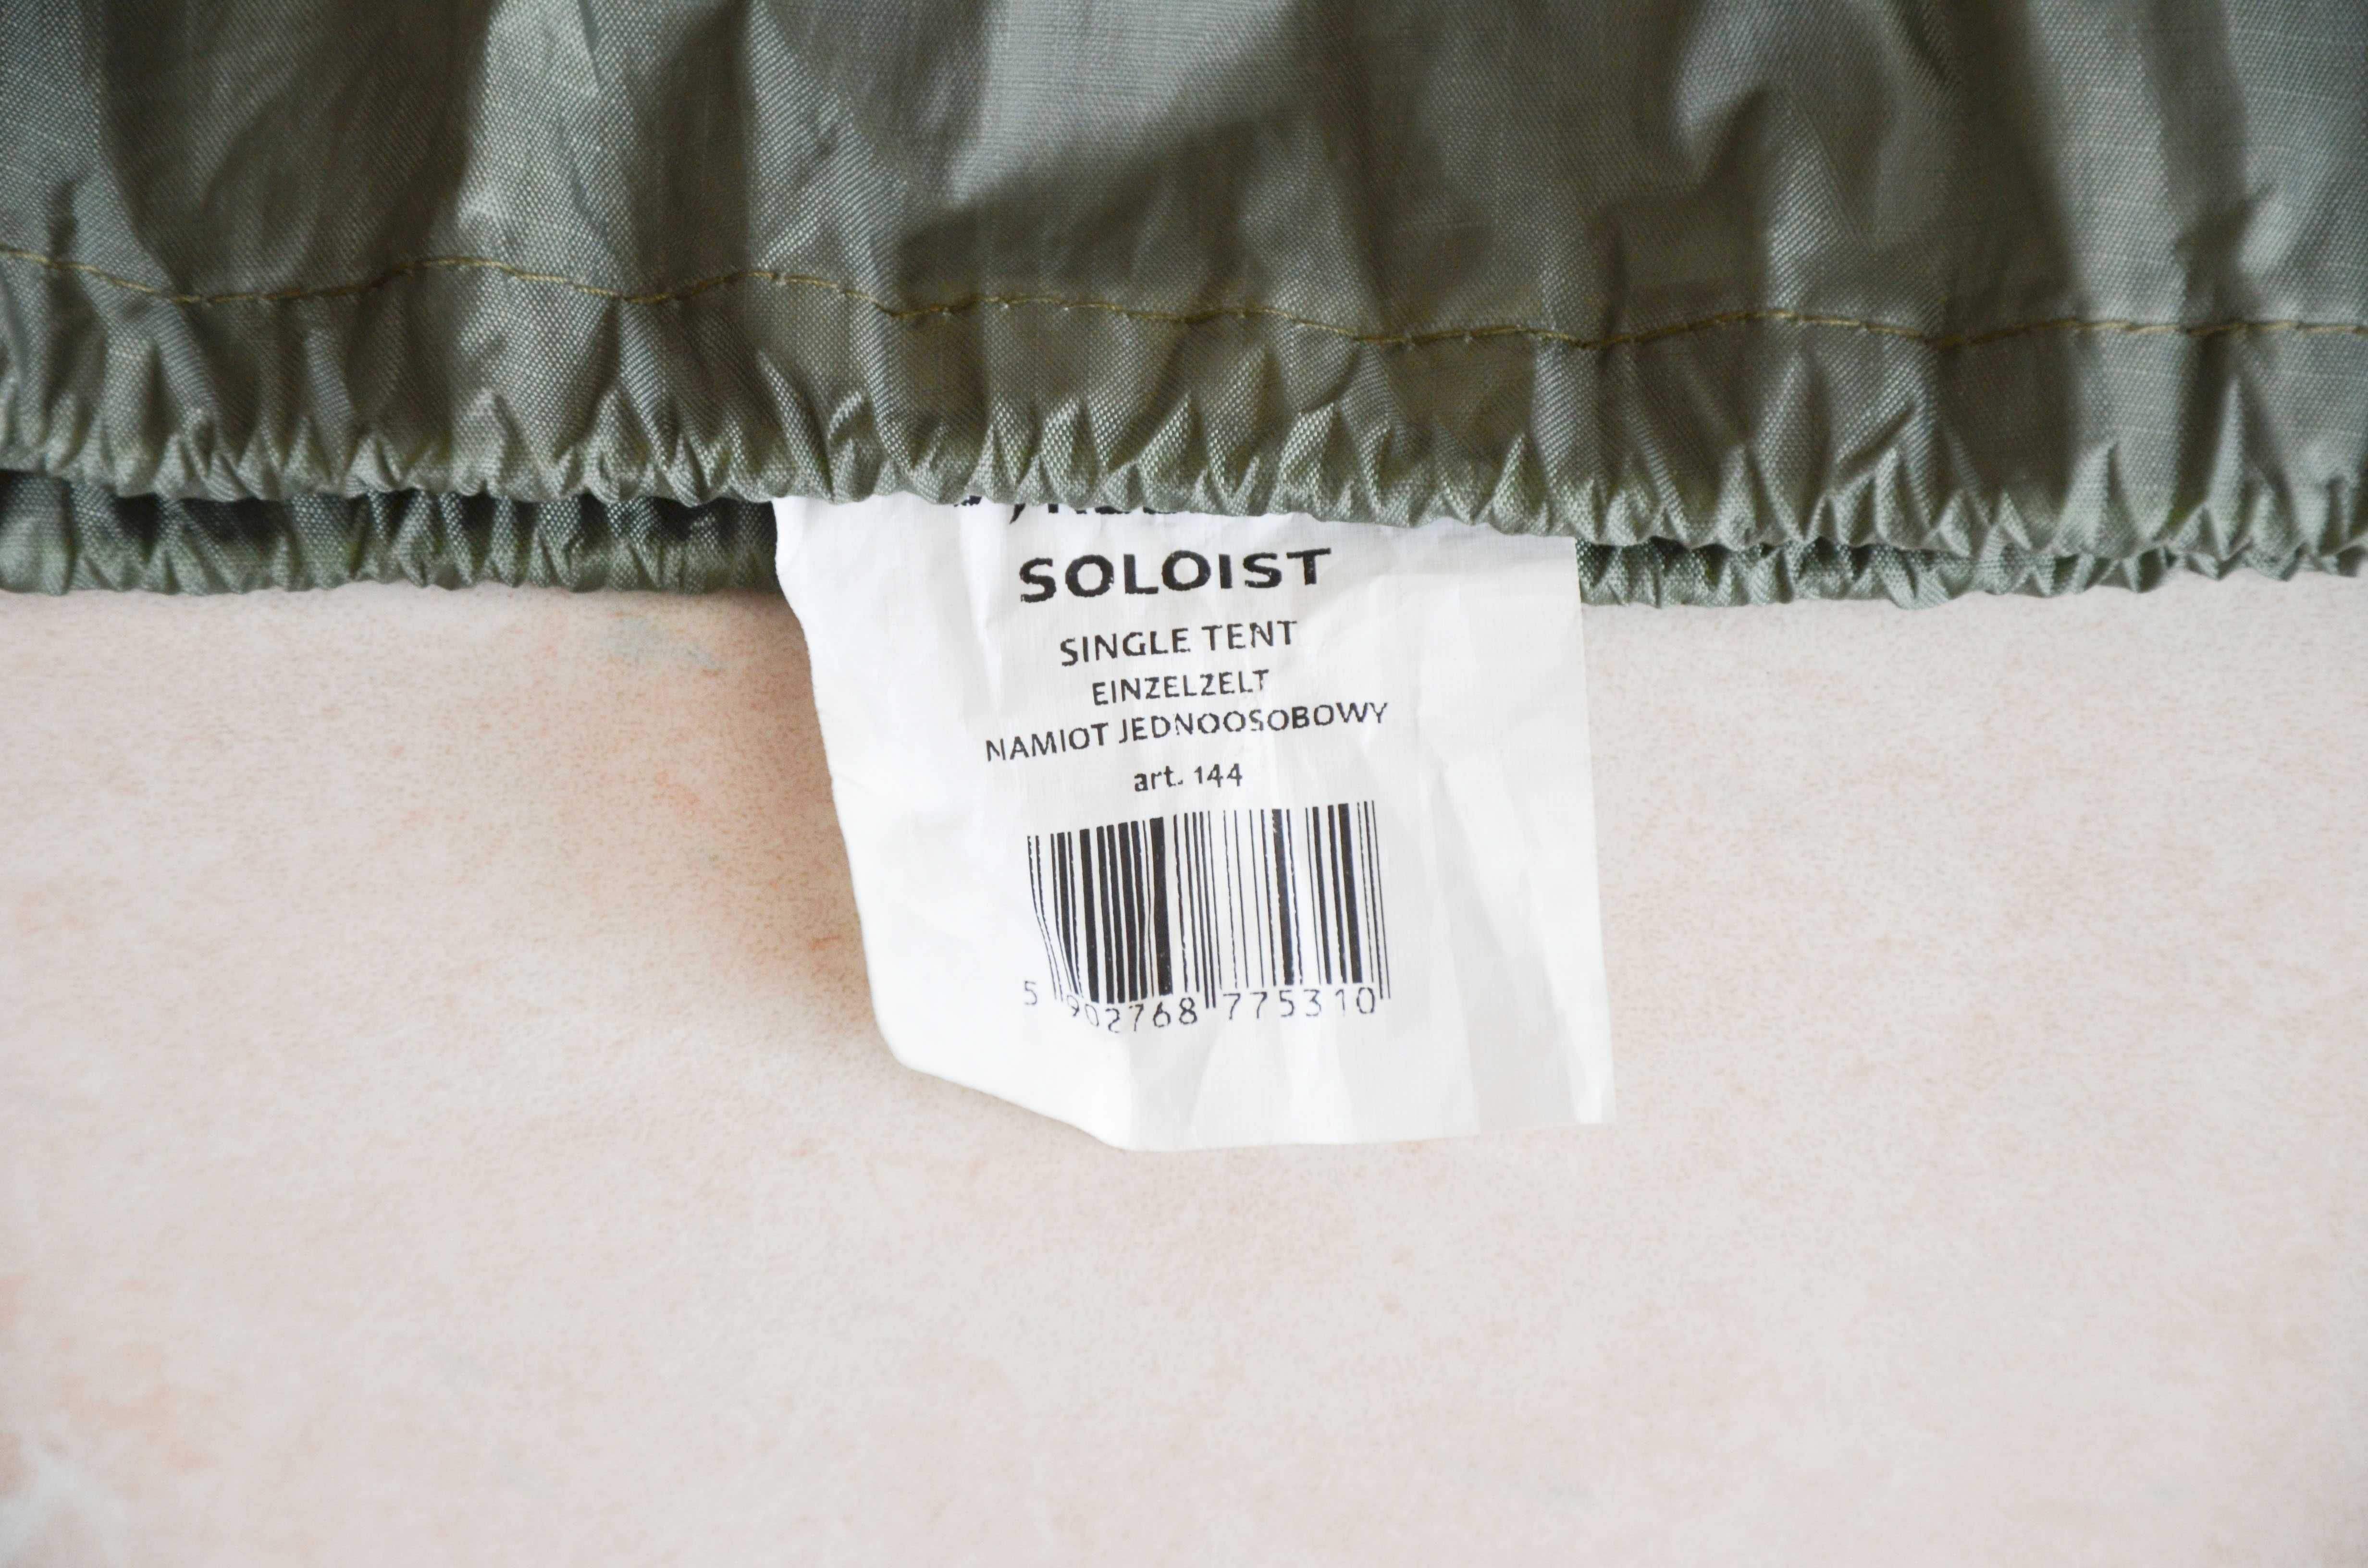 SOLOIST
SINGLE TENT
EINZELZELT
NAMIOT JEDNOOSOBOWY
art. 144
5 902768 775310